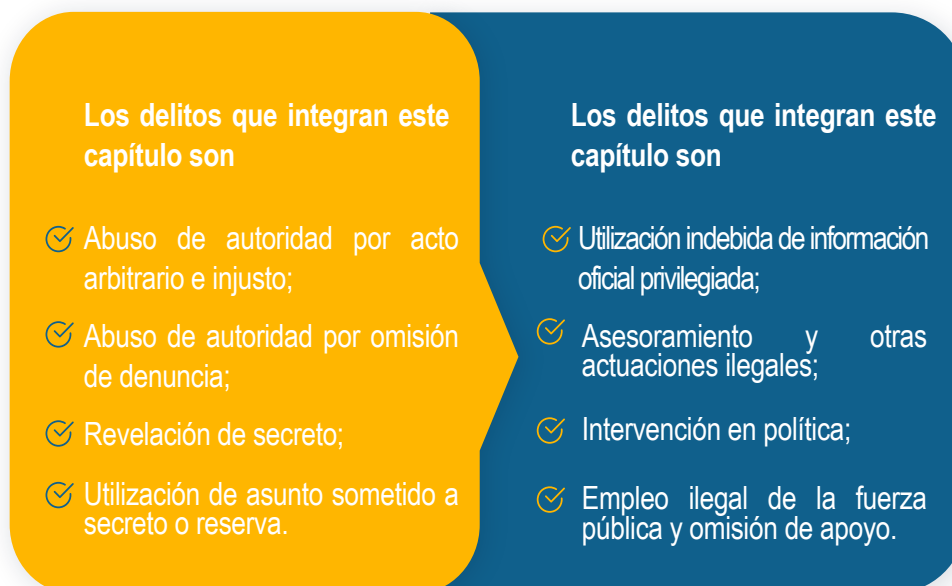 Los delitos que integran este
capítulo son
Abuso de autoridad por acto
arbitrario e injusto;
Abuso de autoridad por omisión
de denuncia;
Revelación de secreto;
Utilización de asunto sometido a
secreto o reserva.
Los delitos que integran este
capítulo son
Utilización indebida de información
oficial privilegiada;
Asesoramiento y otras
actuaciones ilegales;
Intervención en política;
Empleo ilegal de la fuerza
pública y omisión de apoyo.